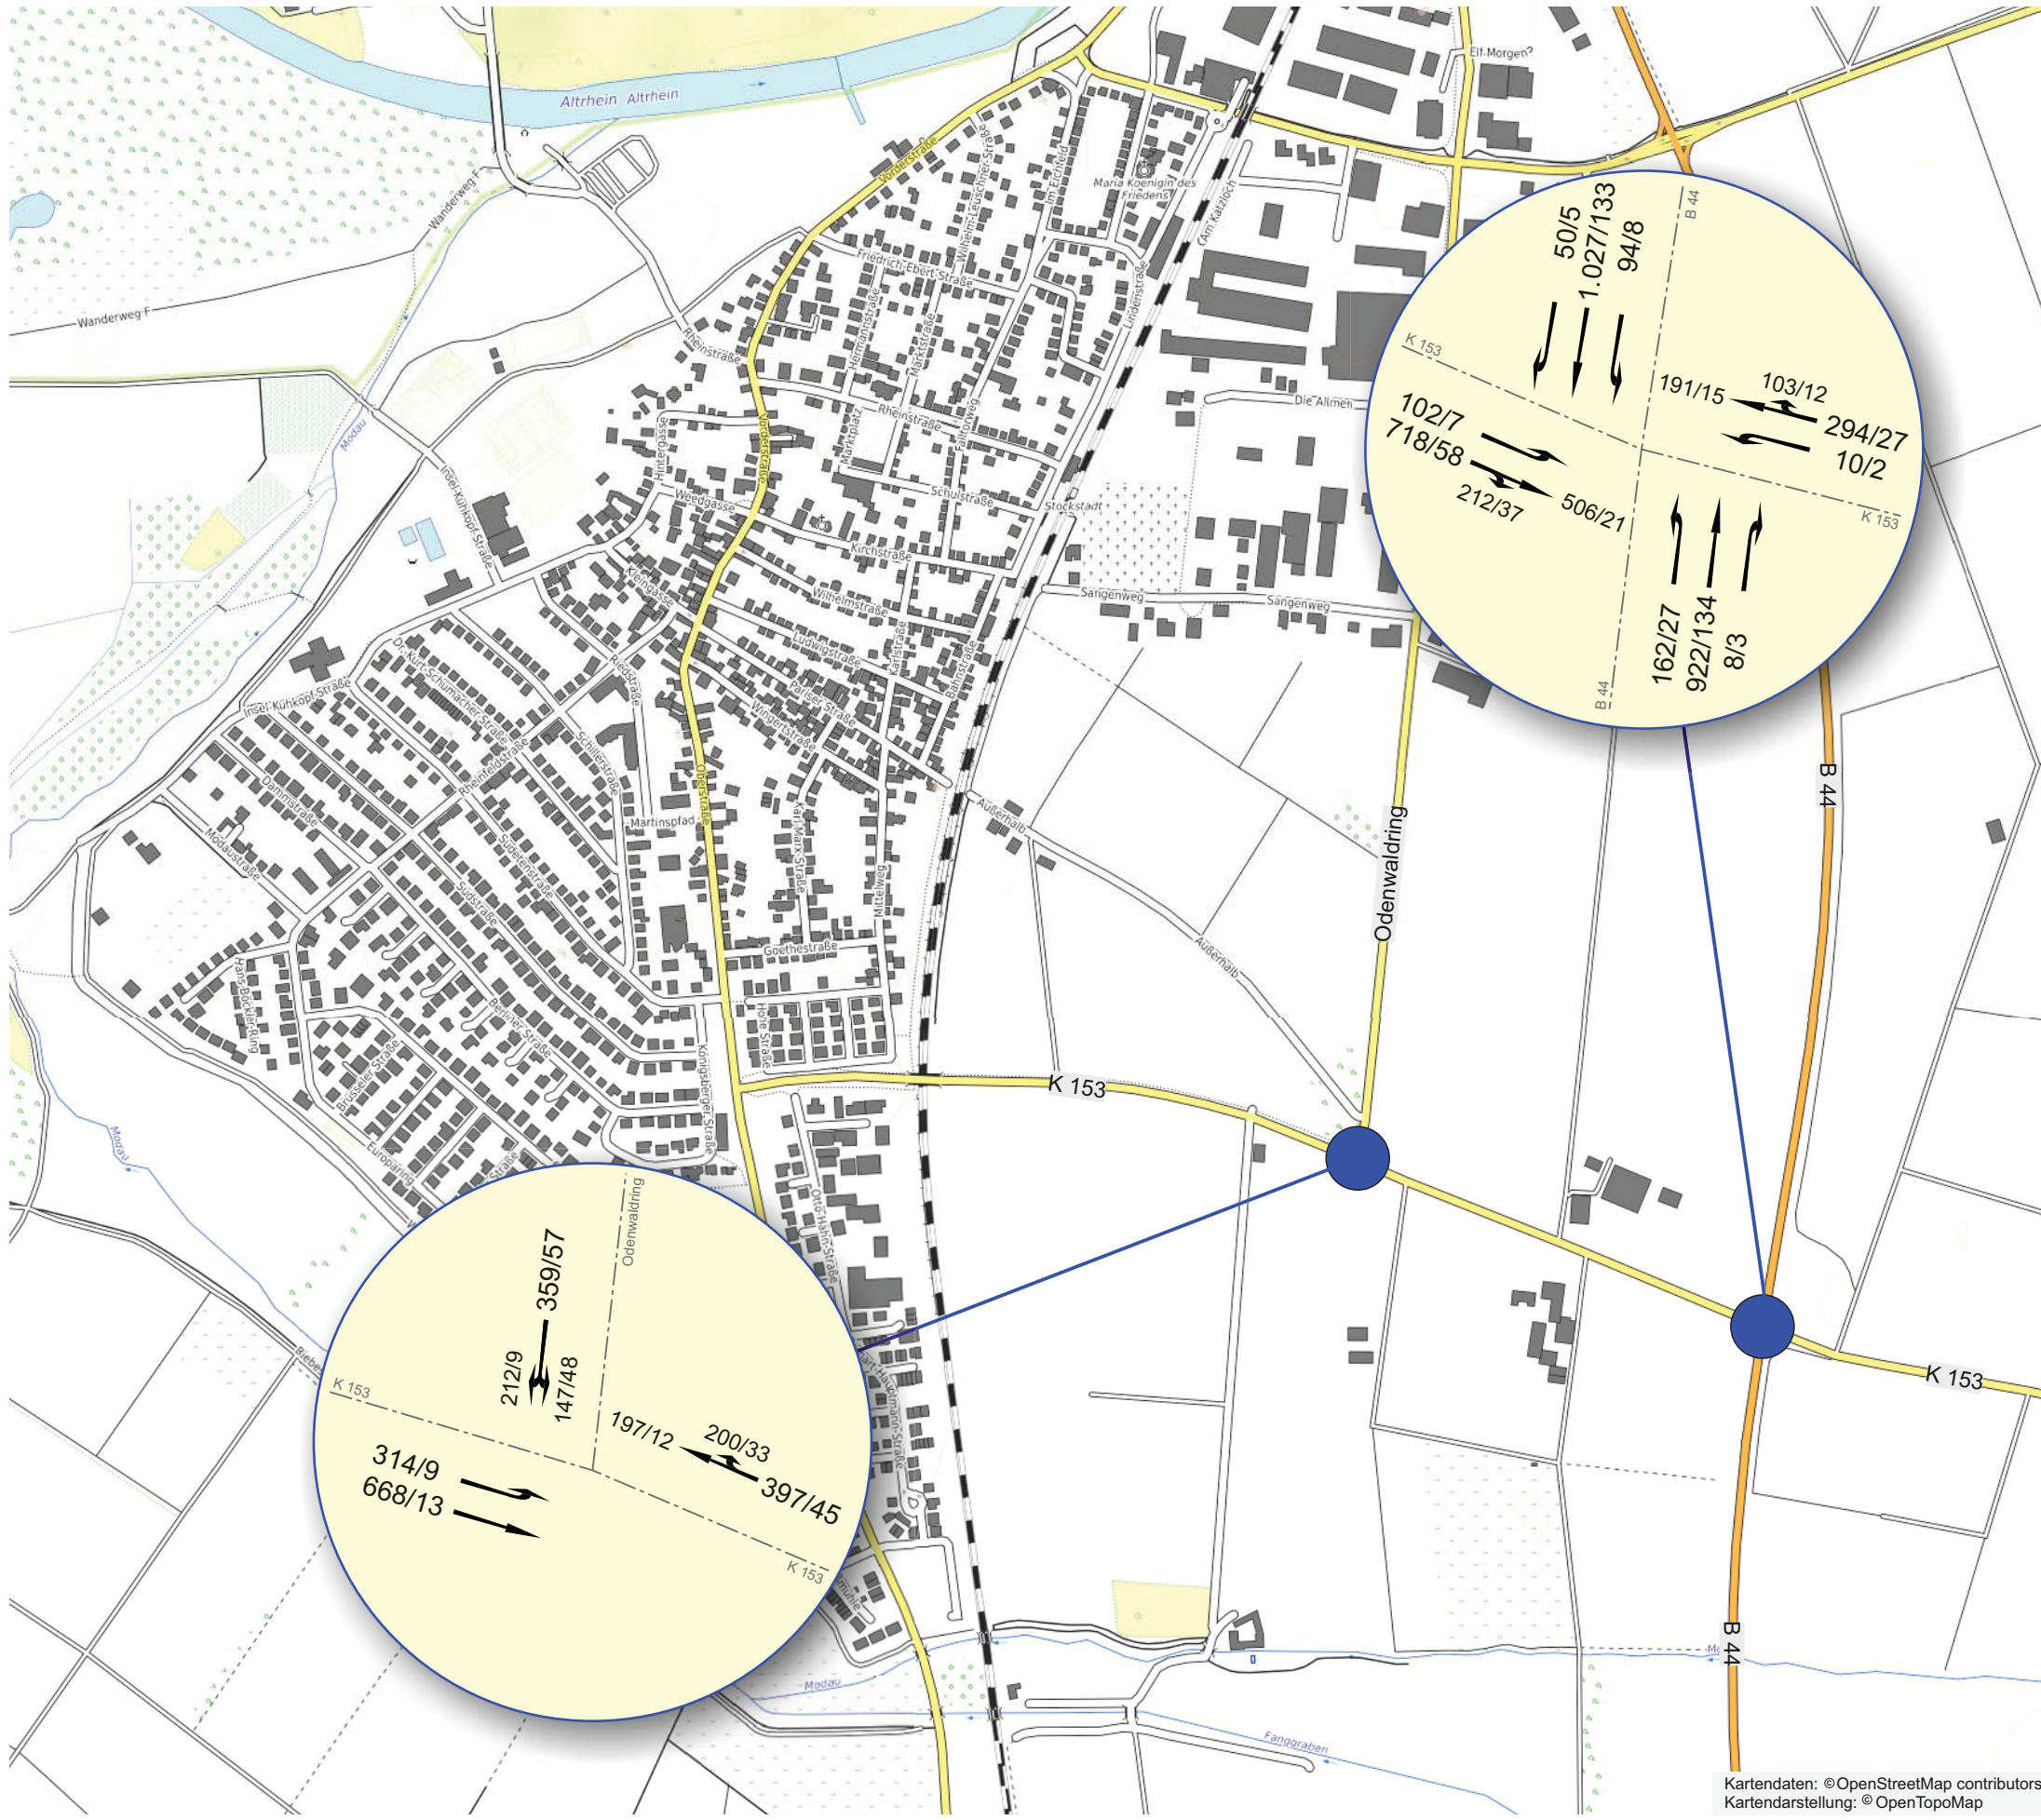 Elf-Morgen?
Altrhein Altrhein
Vorderstraße
Wilhelm-Leuschner-Straße
Im Eichfeld
Maria Koenigin des
Friedens
Am Katzloch
Wanderweg F
Wanderweg F
Friedrich-Ebert-Straße
Lindenstraße
Rheinstraße
Hermannstraße
Marktstraße
Die Allmen
Modau
Rheinstraße
Marktplatz
Falltorweg
Vorderstraße
Hintergasse
Insel-Kühkopf-Straße
Weedgasse
Schulstraße
Stockstadt
Kirchstraße
Kleingasse
Wilhelmstraße
Sangenweg
Sangenweg
Ludwigstraße
Karlstraße
Bahnstraße
Riedstraße
Pariser Straße
Wingertstraße
Dr.-Kurt-Schumacher-Straße
Insel-Kühkopf-Straße
Rheinfeldstraße
Schillerstraße
Oberstraße
Dammstraße
Modaustraße
Martinspfad
Karl-Marx-Straße
Mittelweg
Außerhalb
Außerhalb
Sudetenstraße
Südstraße
Goethestraße
Hohe Straße
Hans-Böckler-Ring
Berliner Straße
Brüsseler Straße
Königsberger Straße
Europaring
Straße
Modau
Otto-Hahn-Straße
Odenwaldring
B 44
K 153
K 153
B 44
Modau
Fanggraben
50/5
1.027/133
94/8
B 44
K 153
102/7
718/58
212/37
506/21
191/15
103/12
294/27
10/2
K 153
162/27
922/134
8/3
B 44
Odenwaldring
359/57
212/9
147/48
K 153
314/9
668/13
197/12
200/33
397/45
K 153
Kartendaten: © OpenStreetMap contributors
Kartendarstellung: © OpenTopoMap